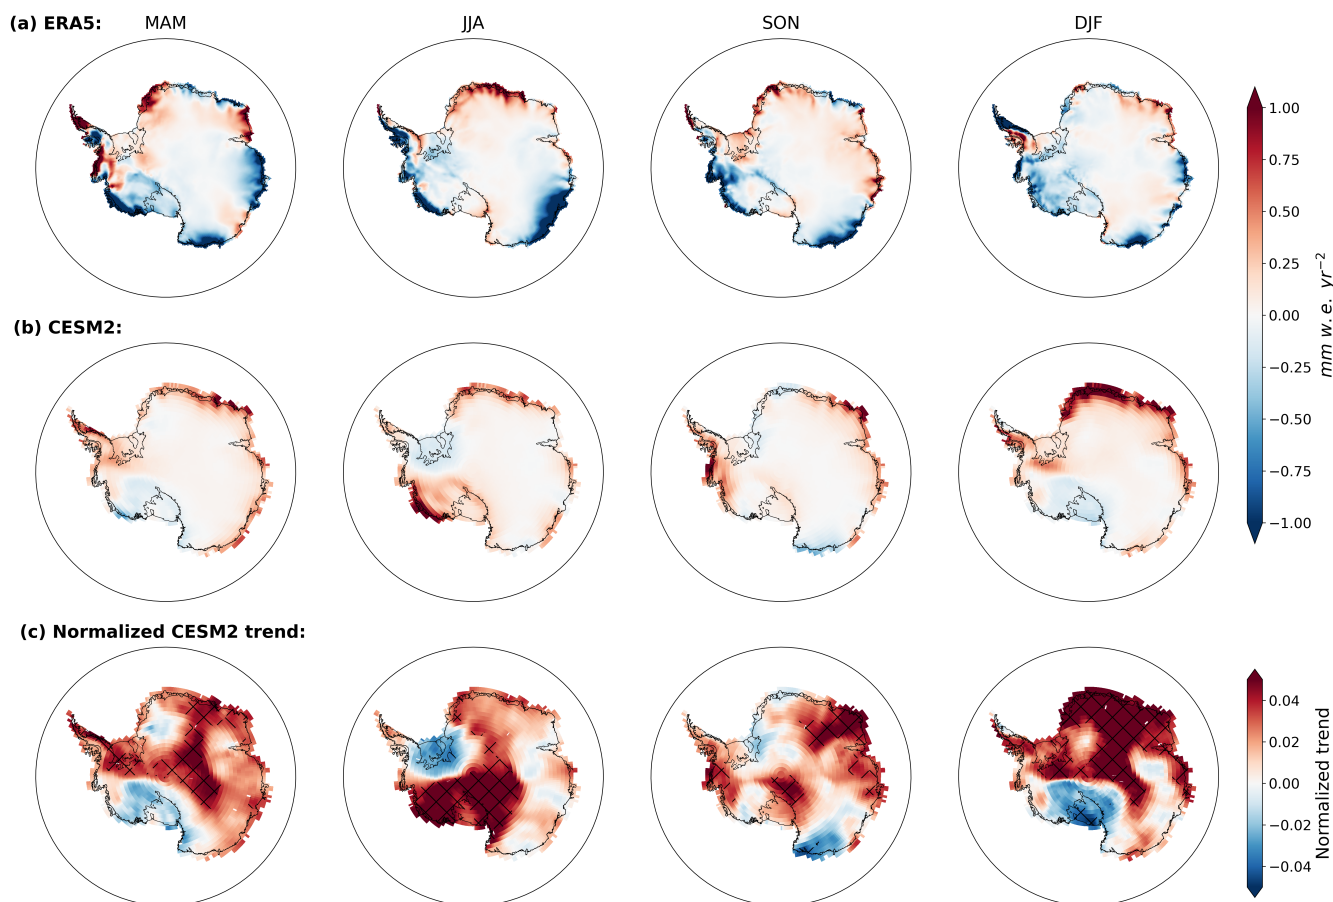 (a) ERA5: MAM JJA SON DJF
1.00
0.75
0.50
0.25
0.00
−0.25
−0.50
−0.75
−1.00
mm w.e. yr⁻²
(b) CESM2:
(c) Normalized CESM2 trend:
0.04
0.02
0.00
−0.02
−0.04
Normalized trend